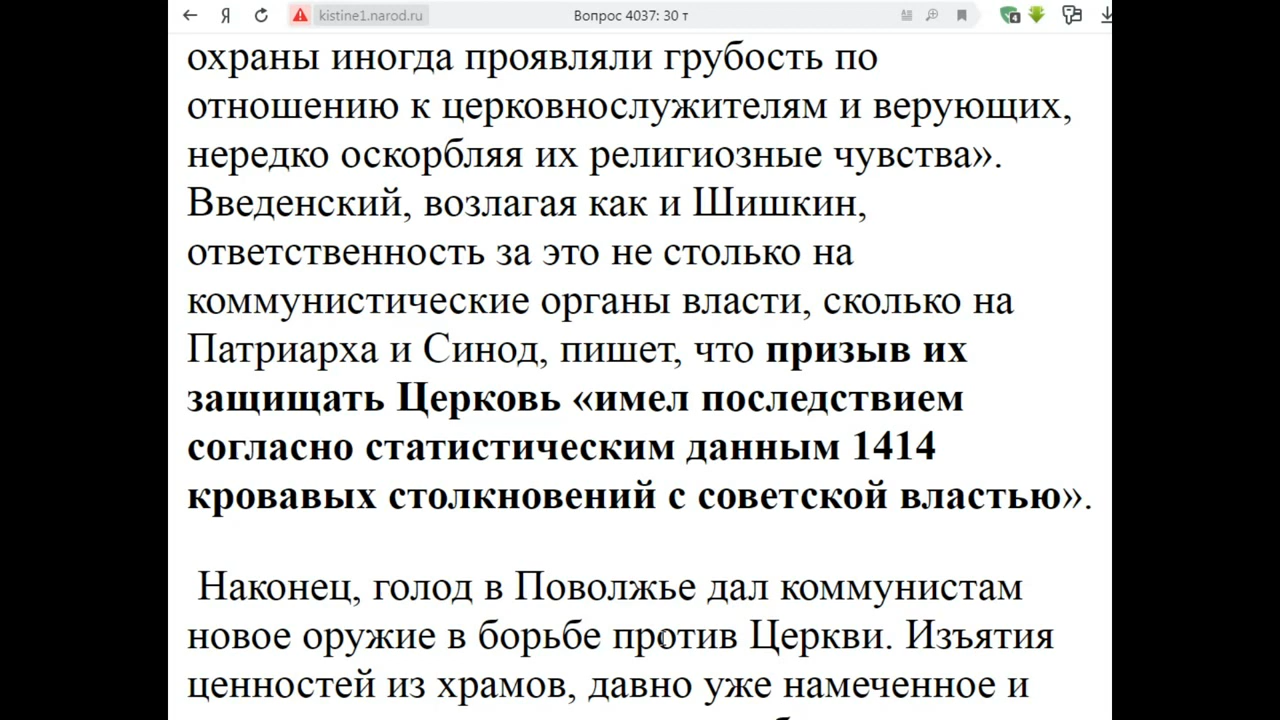 Я kistine1.narod.ru Вопрос 4037: 30 т 4
охраны иногда проявляли грубость по
отношению к церковнослужителям и верующих,
нередко оскорбляя их религиозные чувства».
Введенский, возлагая как и Шишкин,
ответственность за это не столько на
коммунистические органы власти, сколько на
Патриарха и Синод, пишет, что призыв их
защищать Церковь «имел последствием
согласно статистическим данным 1414
кровавых столкновений с советской властью».
Наконец, голод в Поволжье дал коммунистам
новое оружие в борьбе против Церкви. Изъятия
ценностей из храмов, давно уже намеченное и